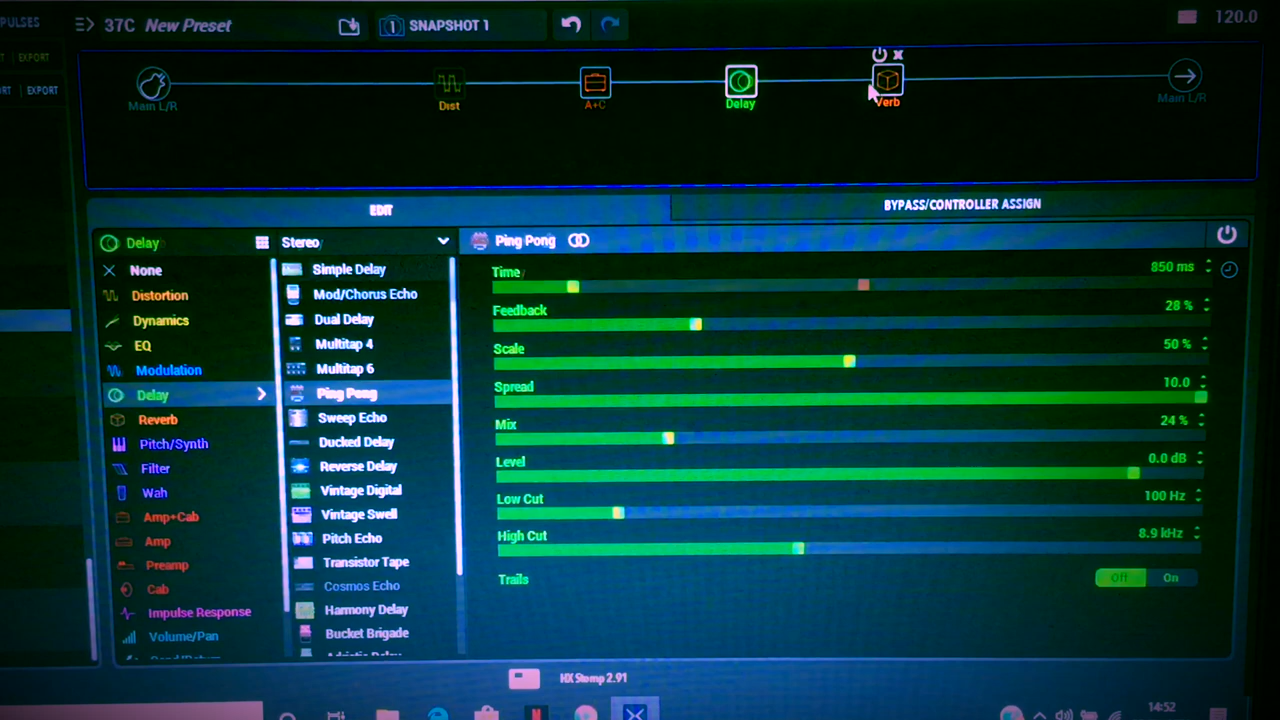 PULSES
37C New Preset
1 SNAPSHOT 1
120.0
EXPORT
EXPORT
Main L/R
Dist
A+C
Delay
Verb
Main L/R
EDIT
BYPASS/CONTROLLER ASSIGN
Delay
Stereo
Ping Pong
None
Distortion
Dynamics
EQ
Modulation
Delay
Reverb
Pitch/Synth
Filter
Wah
Amp+Cab
Amp
Preamp
Cab
Impulse Response
Volume/Pan
Send/Return
Simple Delay
Mod/Chorus Echo
Dual Delay
Multitap 4
Multitap 6
Ping Pong
Sweep Echo
Ducked Delay
Reverse Delay
Vintage Digital
Vintage Swell
Pitch Echo
Transistor Tape
Cosmos Echo
Harmony Delay
Bucket Brigade
Adriatic Delay
Time 850 ms
Feedback 28 %
Scale 50 %
Spread 10.0
Mix 24 %
Level 0.0 dB
Low Cut 100 Hz
High Cut 8.9 kHz
Trails Off On
HX Stomp 2.91
14:52